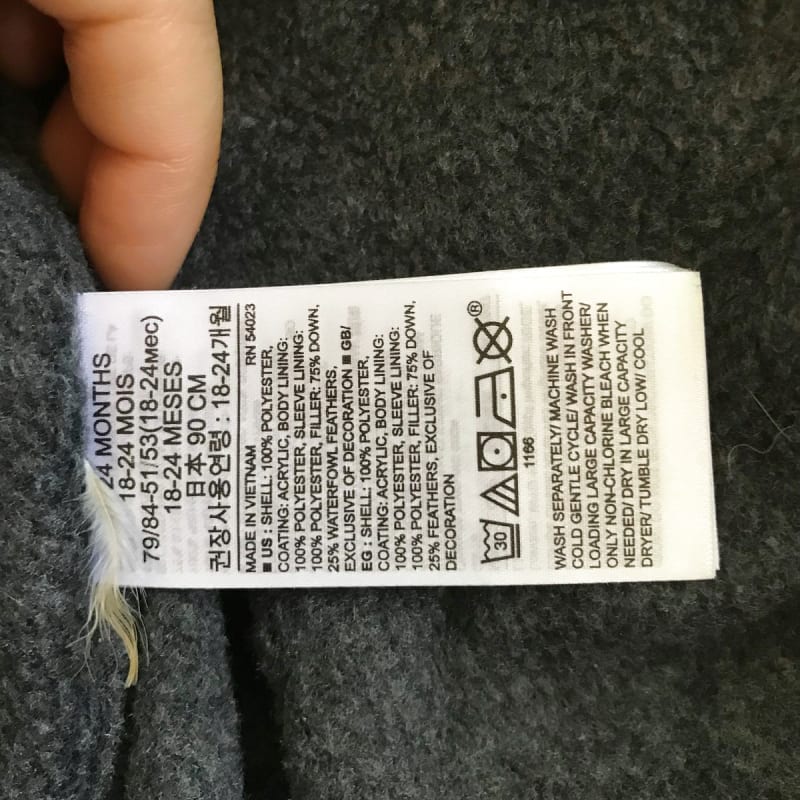 24 MONTHS
18-24 MOIS
79/84-51/53(18-24мес)
18-24 MESES
日本 90 CM
권장사용연령 : 18-24개월
MADE IN VIETNAM RN 54023
■ US : SHELL: 100% POLYESTER,
COATING: ACRYLIC, BODY LINING:
100% POLYESTER, SLEEVE LINING:
100% POLYESTER, FILLER: 75% DOWN,
25% WATERFOWL FEATHERS,
EXCLUSIVE OF DECORATION ■ GB/
EG : SHELL: 100% POLYESTER,
COATING: ACRYLIC, BODY LINING:
100% POLYESTER, SLEEVE LINING:
100% POLYESTER, FILLER: 75% DOWN,
25% FEATHERS, EXCLUSIVE OF
DECORATION
30 ®
1166
WASH SEPARATELY/ MACHINE WASH
COLD GENTLE CYCLE/ WASH IN FRONT
LOADING LARGE CAPACITY WASHER/
ONLY NON-CHLORINE BLEACH WHEN
NEEDED/ DRY IN LARGE CAPACITY
DRYER/ TUMBLE DRY LOW/ COOL